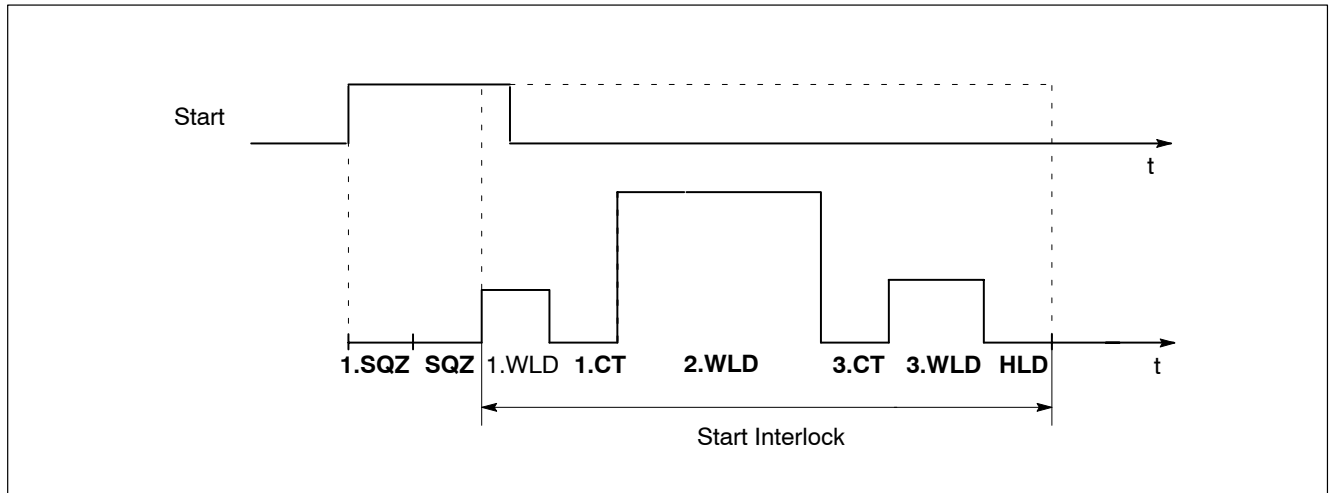 Start
t
1.SQZ SQZ 1.WLD 1.CT 2.WLD 3.CT 3.WLD HLD t
Start Interlock